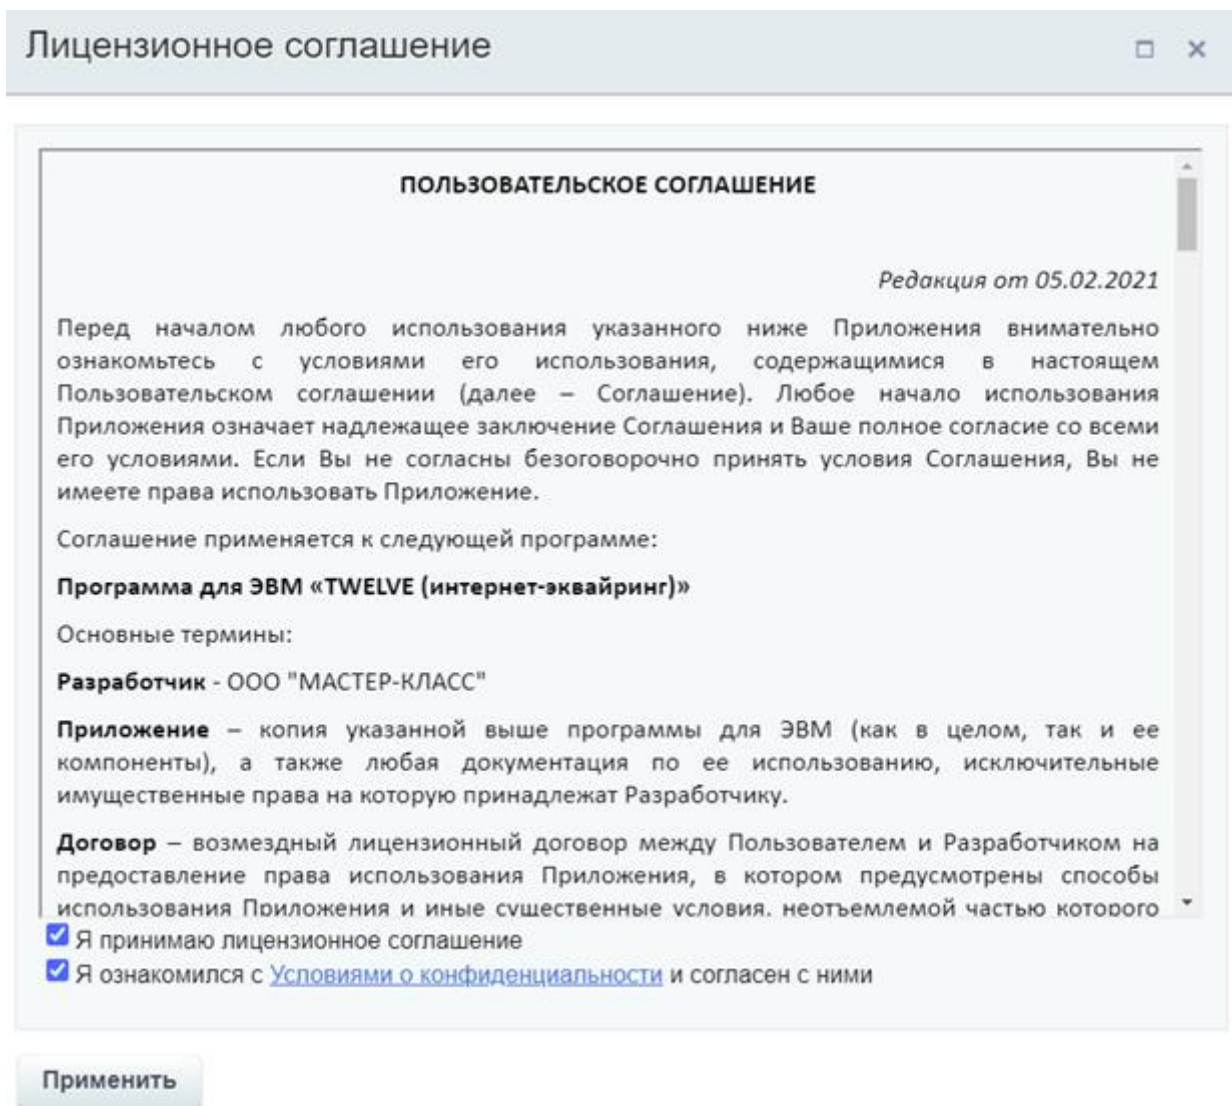 Лицензионное соглашение
ПОЛЬЗОВАТЕЛЬСКОЕ СОГЛАШЕНИЕ
Редакция от 05.02.2021
Перед началом любого использования указанного ниже Приложения внимательно
ознакомьтесь с условиями его использования, содержащимися в настоящем
Пользовательском соглашении (далее – Соглашение). Любое начало использования
Приложения означает надлежащее заключение Соглашения и Ваше полное согласие со всеми
его условиями. Если Вы не согласны безоговорочно принять условия Соглашения, Вы не
имеете права использовать Приложение.
Соглашение применяется к следующей программе:
Программа для ЭВМ «TWELVE (интернет-эквайринг)»
Основные термины:
Разработчик - ООО "МАСТЕР-КЛАСС"
Приложение – копия указанной выше программы для ЭВМ (как в целом, так и ее
компоненты), а также любая документация по ее использованию, исключительные
имущественные права на которую принадлежат Разработчику.
Договор – возмездный лицензионный договор между Пользователем и Разработчиком на
предоставление права использования Приложения, в котором предусмотрены способы
использования Приложения и иные существенные условия, неотъемлемой частью которого
Я принимаю лицензионное соглашение
Я ознакомился с Условиями о конфиденциальности и согласен с ними
Применить